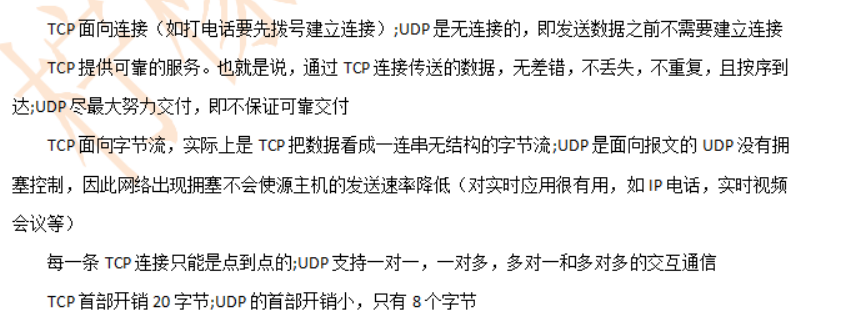 TCP面向连接（如打电话要先拨号建立连接）;UDP是无连接的，即发送数据之前不需要建立连接
TCP提供可靠的服务。也就是说，通过TCP连接传送的数据，无差错，不丢失，不重复，且按序到
达;UDP尽最大努力交付，即不保证可靠交付
TCP面向字节流，实际上是TCP把数据看成一连串无结构的字节流;UDP是面向报文的 UDP没有拥
塞控制，因此网络出现拥塞不会使源主机的发送速率降低（对实时应用很有用，如IP电话，实时视频
会议等）
每一条TCP连接只能是点到点的;UDP支持一对一，一对多，多对一和多对多的交互通信
TCP首部开销20字节;UDP的首部开销小，只有8个字节